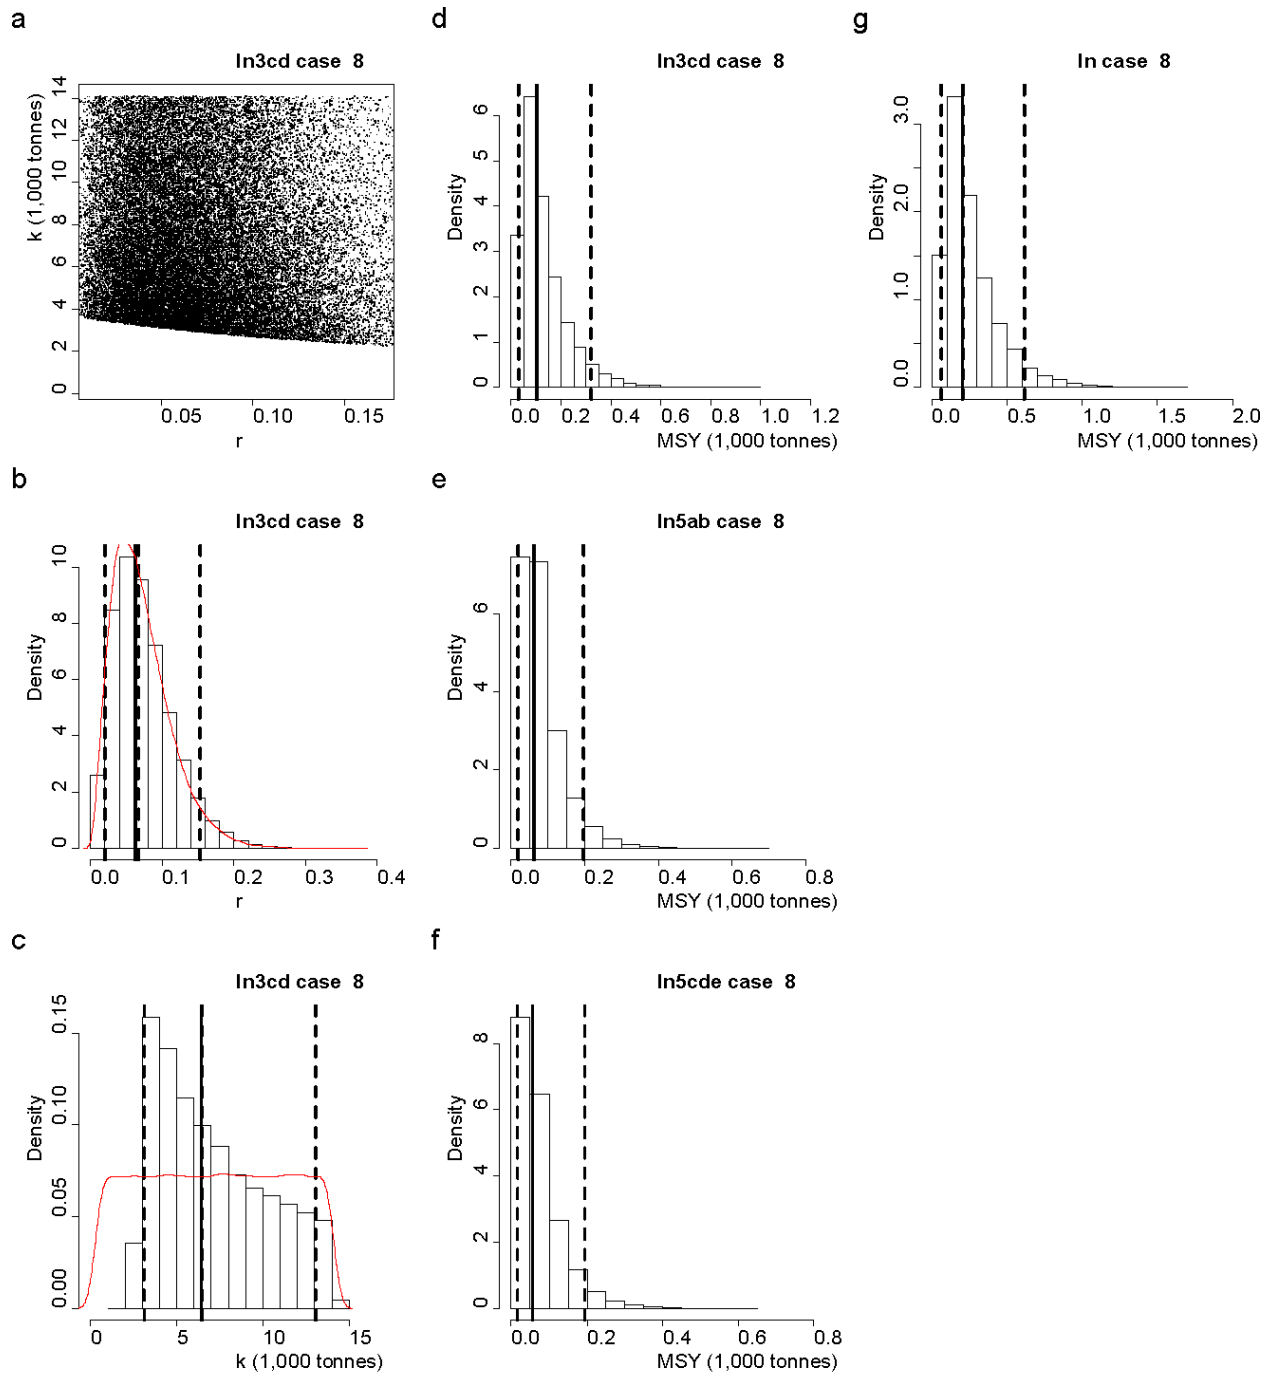 a
In3cd case 8
k (1,000 tonnes)
0 2 4 6 8 10 12 14
0.05 0.10 0.15
r
b
In3cd case 8
Density
0 2 4 6 8 10
0.0 0.1 0.2 0.3 0.4
r
c
In3cd case 8
Density
0.00 0.05 0.10 0.15
0 5 10 15
k (1,000 tonnes)
d
In3cd case 8
Density
0 1 2 3 4 5 6
0.0 0.2 0.4 0.6 0.8 1.0 1.2
MSY (1,000 tonnes)
e
In5ab case 8
Density
0 2 4 6
0.0 0.2 0.4 0.6 0.8
MSY (1,000 tonnes)
f
In5cde case 8
Density
0 2 4 6 8
0.0 0.2 0.4 0.6 0.8
MSY (1,000 tonnes)
g
In case 8
Density
0.0 1.0 2.0 3.0
0.0 0.5 1.0 1.5 2.0
MSY (1,000 tonnes)